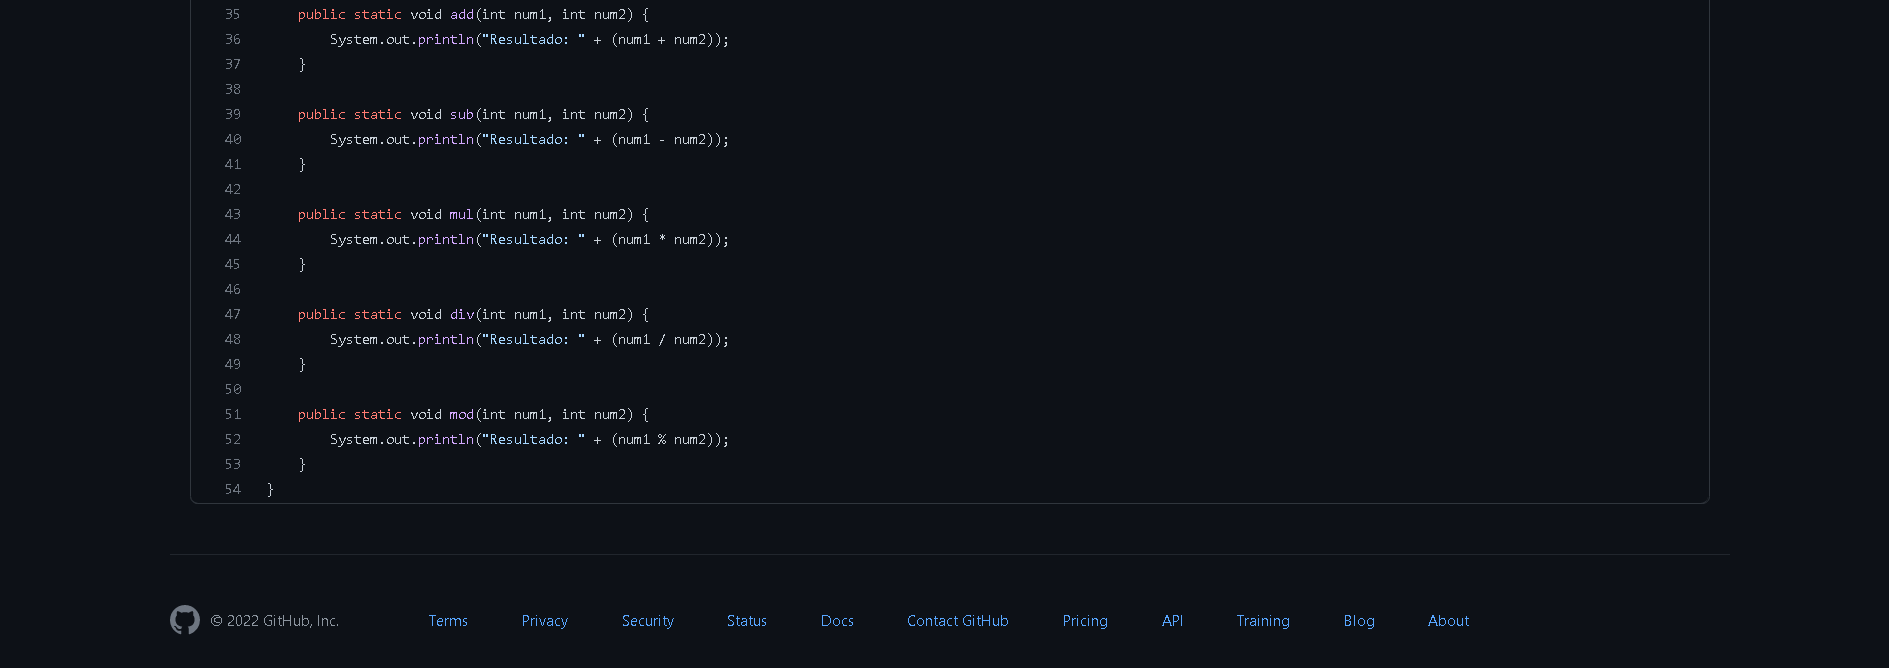 35 public static void add(int num1, int num2) {
36 System.out.println("Resultado: " + (num1 + num2));
37 }
38
39 public static void sub(int num1, int num2) {
40 System.out.println("Resultado: " + (num1 - num2));
41 }
42
43 public static void mul(int num1, int num2) {
44 System.out.println("Resultado: " + (num1 * num2));
45 }
46
47 public static void div(int num1, int num2) {
48 System.out.println("Resultado: " + (num1 / num2));
49 }
50
51 public static void mod(int num1, int num2) {
52 System.out.println("Resultado: " + (num1 % num2));
53 }
54 }
© 2022 GitHub, Inc. Terms Privacy Security Status Docs Contact GitHub Pricing API Training Blog About